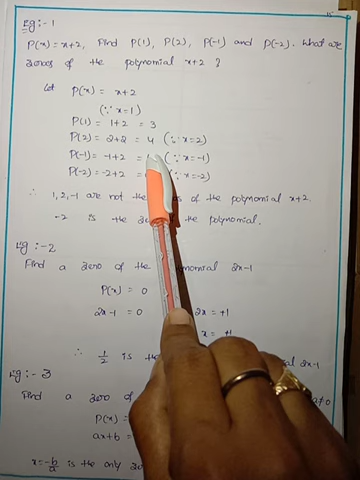 Eg:- 1
P(x) = x+2, Find P(1), P(2), P(-1) and P(-2). What are
zeroes of the polynomial x+2 ?
Let P(x) = x+2
(∵ x=1)
P(1) = 1+2 = 3
P(2) = 2+2 = 4 (∵ x=2)
P(-1) = -1+2 = (∵ x=-1)
P(-2) = -2+2 = (∵ x=-2)
∴ 1, 2, -1 are not the of the polynomial x+2.
-2 is the the polynomial.
Eg :- 2
Find a zero of the 2x-1
P(x) = 0
2x-1 = 0 2x = +1
x = +1
∴ 1/2 is the 2x-1
Eg :- 3
Find a zero of ≠ 0
P(x) =
ax+b =
x = -b/a is the only